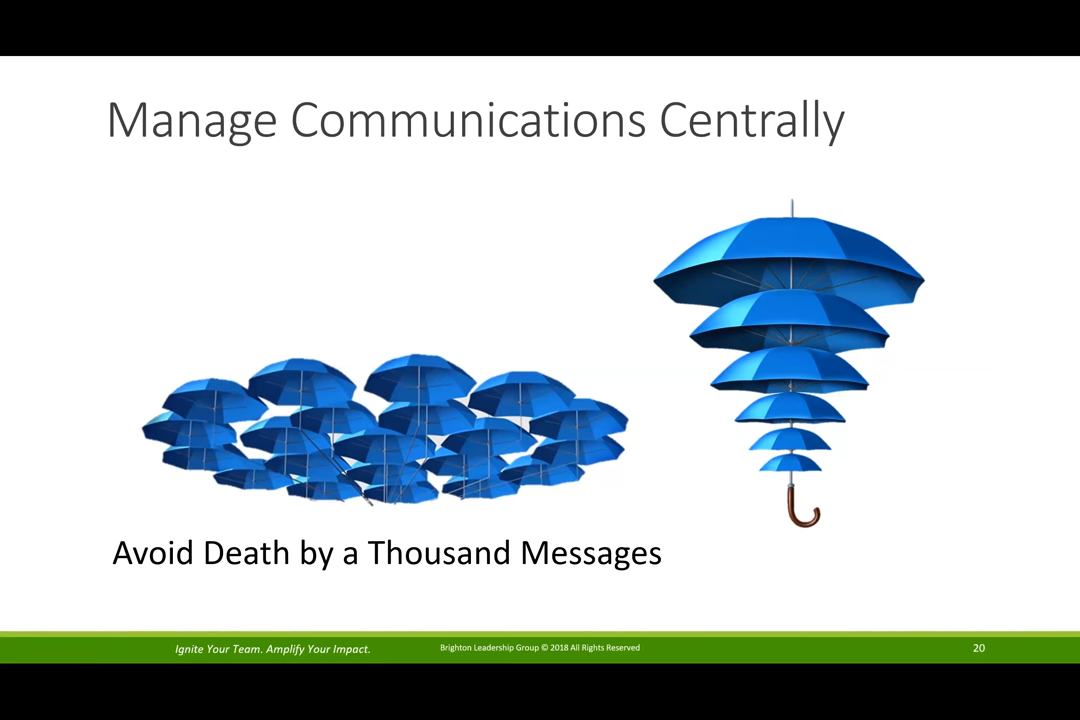 Manage Communications Centrally
Avoid Death by a Thousand Messages
Ignite Your Team. Amplify Your Impact.
Brighton Leadership Group © 2018 All Rights Reserved
20